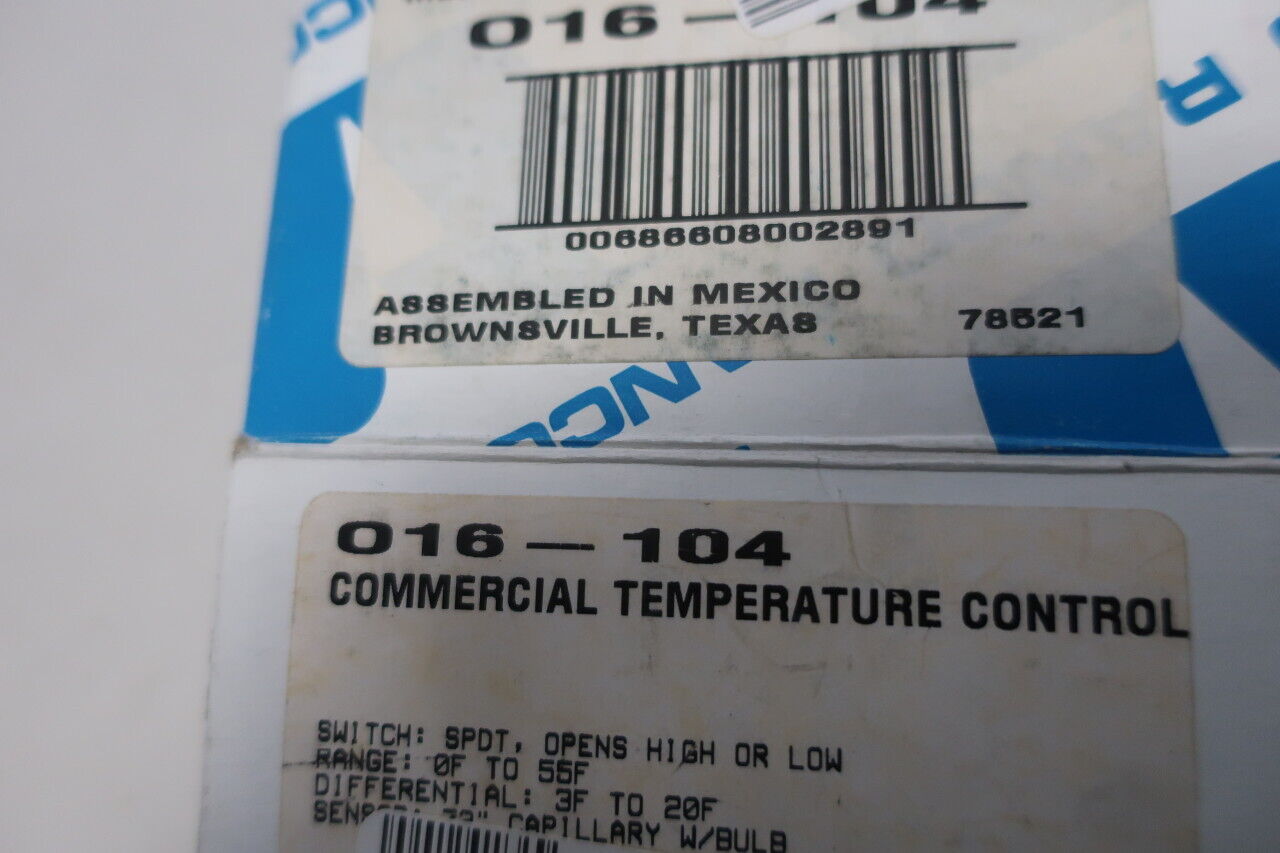 016-104
00686608002891
ASSEMBLED IN MEXICO
BROWNSVILLE, TEXAS 78521
016-104
COMMERCIAL TEMPERATURE CONTROL
SWITCH: SPDT, OPENS HIGH OR LOW
RANGE: 0F TO 55F
DIFFERENTIAL: 3F TO 20F
CAPILLARY W/BULB